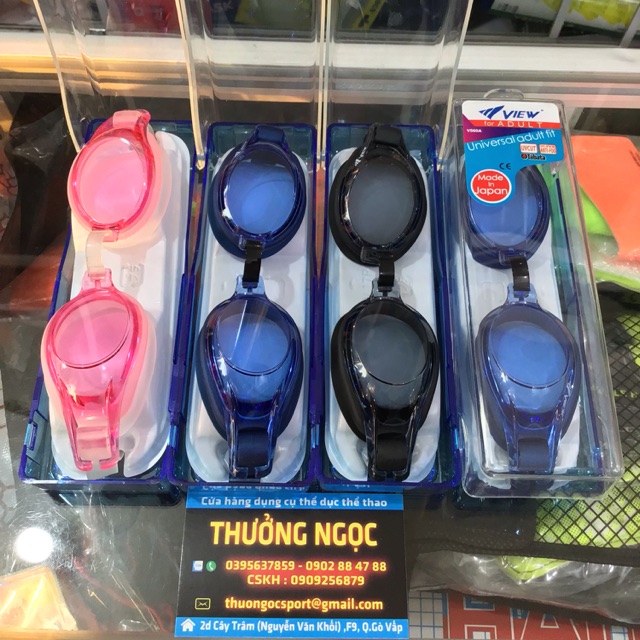 VIEW
for ADULT
V500A
Universal adult fit
CE
Tabata
Made
In
Japan
Cửa hàng dụng cụ thể dục thể thao
THƯỞNG NGỌC
0395637859 - 0902 88 47 88
CSKH : 0909256879
thuongocsport@gmail.com
2d Cây Trâm (Nguyễn Văn Khối) ,F9, Q.Gò Vấp